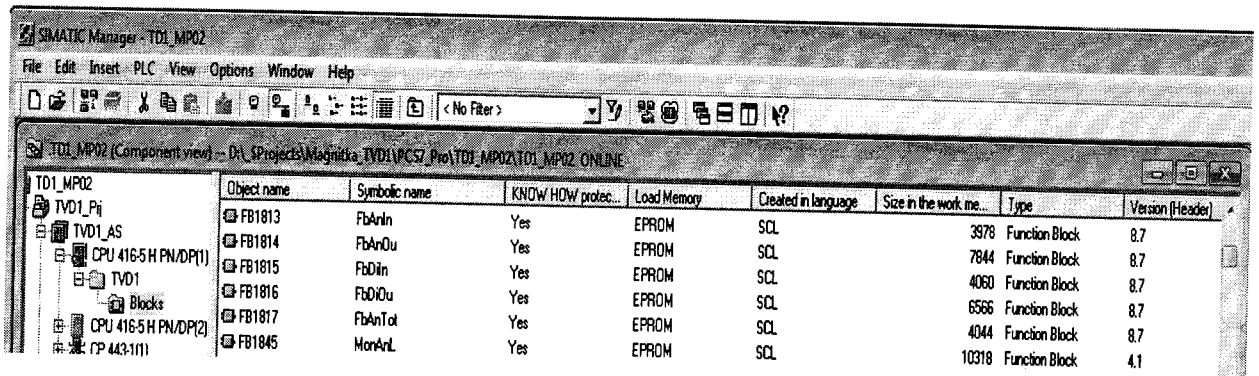 SIMATIC Manager - TD1_MP02
File Edit Insert PLC View Options Window Help
< No Filter >
TD1_MP02 (Component view) -- D:\_$Projects\Magnitka_TVD1\PCS7_Pro\TD1_MP02\TD1_MP02 ONLINE
TD1_MP02
TVD1_Prj
TVD1_AS
CPU 416-5 H PN/DP(1)
TVD1
Blocks
CPU 416-5 H PN/DP(2)
CP 443-1(1)
Object name Symbolic name KNOW HOW protec... Load Memory Created in language Size in the work me... Type Version (Header)
FB1813 FbAnIn Yes EPROM SCL 3978 Function Block 8.7
FB1814 FbAnOu Yes EPROM SCL 7844 Function Block 8.7
FB1815 FbDiIn Yes EPROM SCL 4060 Function Block 8.7
FB1816 FbDiOu Yes EPROM SCL 6566 Function Block 8.7
FB1817 FbAnTot Yes EPROM SCL 4044 Function Block 8.7
FB1845 MonAnL Yes EPROM SCL 10318 Function Block 4.1